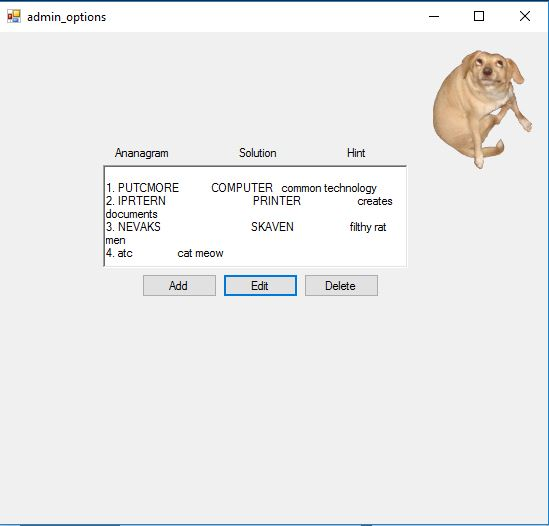 admin_options
Ananagram Solution Hint
1. PUTCMORE COMPUTER common technology
2. IPRTERN PRINTER creates
documents
3. NEVAKS SKAVEN filthy rat
men
4. atc cat meow
Add Edit Delete